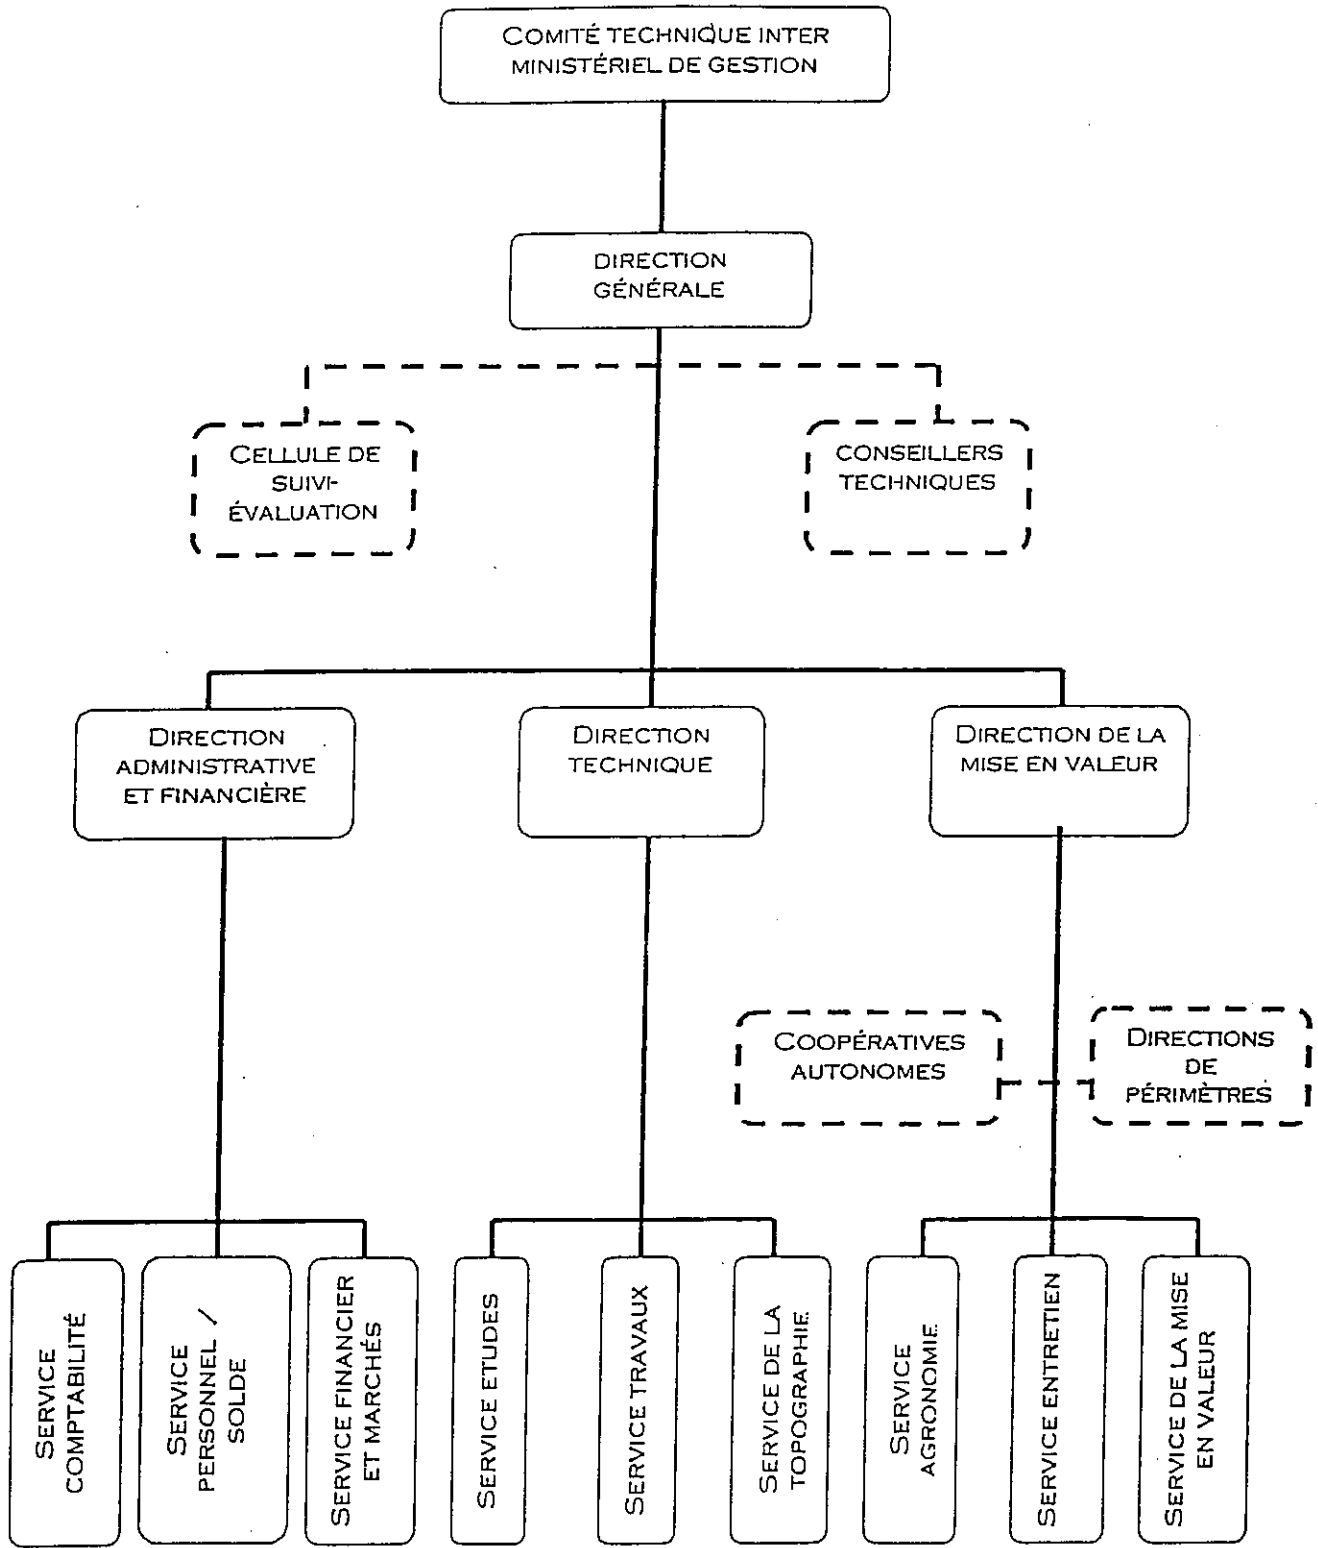 COMITÉ TECHNIQUE INTER
MINISTÉRIEL DE GESTION
DIRECTION
GÉNÉRALE
CELLULE DE
SUIVI-
ÉVALUATION
CONSEILLERS
TECHNIQUES
DIRECTION
ADMINISTRATIVE
ET FINANCIÈRE
DIRECTION
TECHNIQUE
DIRECTION DE LA
MISE EN VALEUR
COOPÉRATIVES
AUTONOMES
DIRECTIONS
DE
PÉRIMÈTRES
SERVICE
COMPTABILITÉ
SERVICE
PERSONNEL /
SOLDE
SERVICE FINANCIER
ET MARCHÉS
SERVICE ETUDES
SERVICE TRAVAUX
SERVICE DE LA
TOPOGRAPHIE.
SERVICE
AGRONOMIE
SERVICE ENTRETIEN
SERVICE DE LA MISE
EN VALEUR